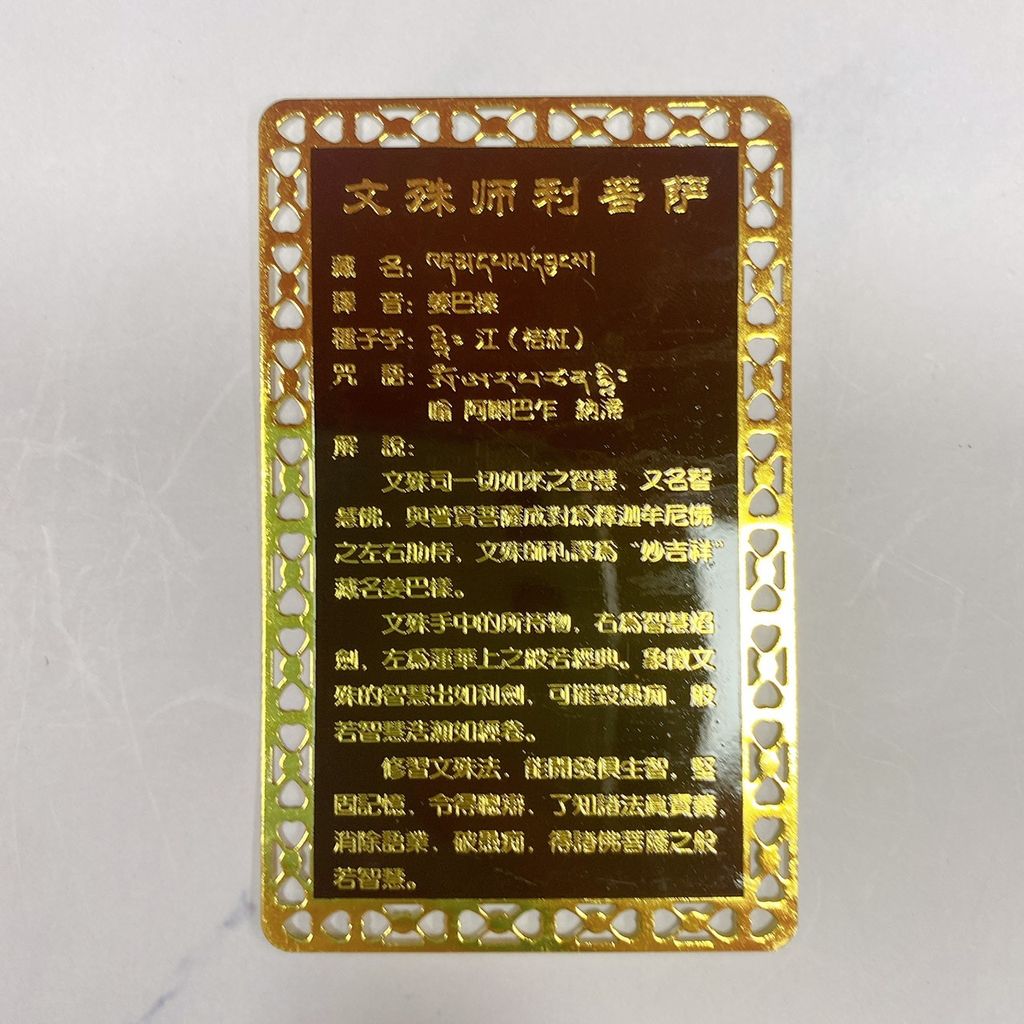 文殊师利菩萨
藏 名:འཇམ་དཔལ་དབྱངས།
譯 音:姜巴樣
種子字: 江(桔紅)
咒 語:
嗡 阿喇巴乍 納諦
解 說:
文殊司一切如來之智慧、又名智
慧佛、與普賢菩薩成對為釋迦牟尼佛
之左右助侍、文殊師利譯為“妙吉祥”
藏名姜巴樣。
文殊手中的所持物、右為智慧焰
劍、左為蓮華上之般若經典。象徵文
殊的智慧出如利劍、可摧毀愚痴、般
若智慧浩瀚如經卷。
修習文殊法、能開發俱生智、堅
固記憶、令得聰辯、了知諸法真實義、
消除語業、破愚痴、得諸佛菩薩之般
若智慧。